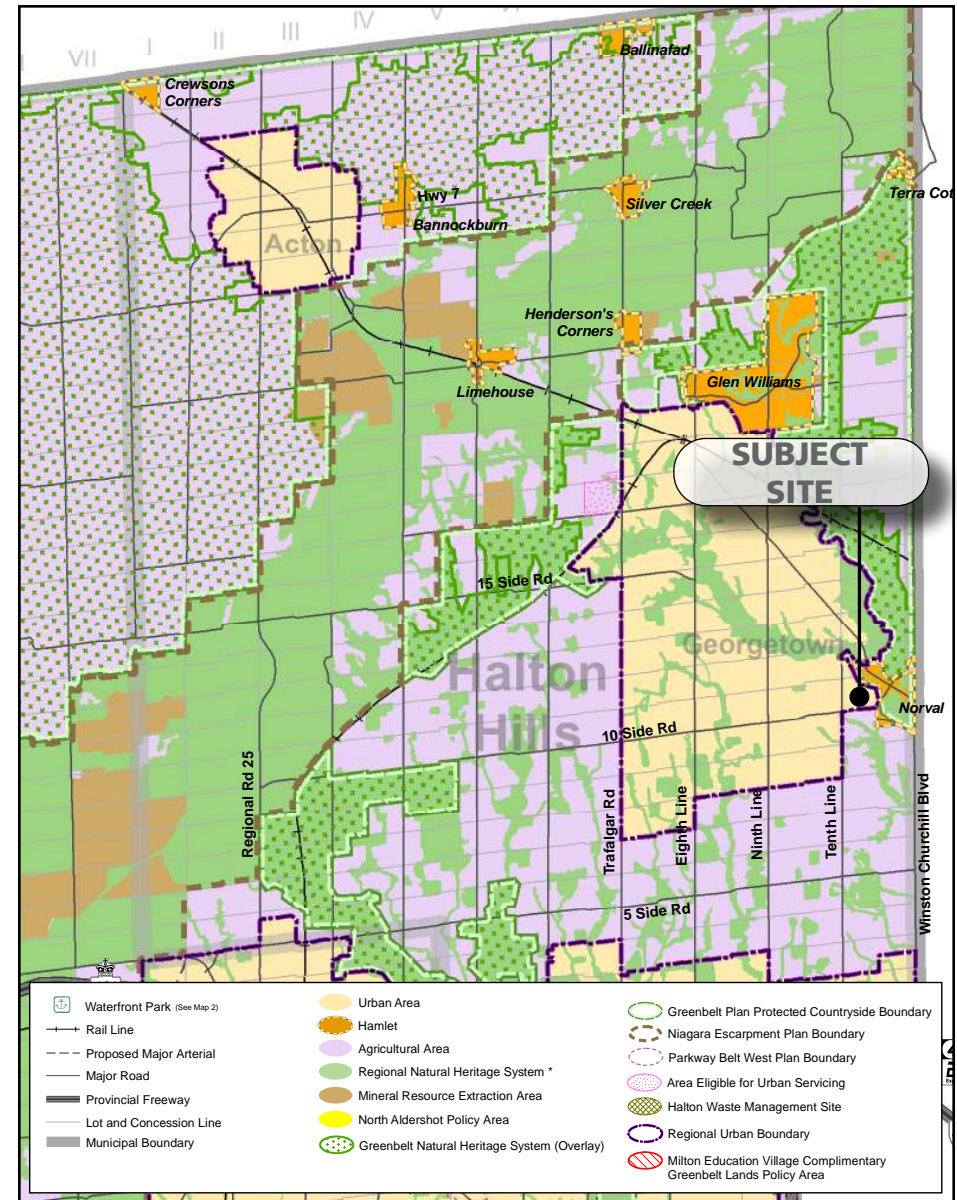 VII
I
II
III
IV
V
Ballinafad
Crewsons
Corners
Hwy 7
Bannockburn
Silver Creek
Acton
Henderson's
Corners
Limehouse
Glen Williams
SUBJECT
SITE
15 Side Rd
Georgetown
Halton
Hills
Norval
10 Side Rd
Regional Rd 25
Trafalgar Rd
Eighth Line
Ninth Line
Tenth Line
Winston Churchill Blvd
5 Side Rd
Waterfront Park (See Map 2)
Rail Line
Proposed Major Arterial
Major Road
Provincial Freeway
Lot and Concession Line
Municipal Boundary
Urban Area
Hamlet
Agricultural Area
Regional Natural Heritage System *
Mineral Resource Extraction Area
North Aldershot Policy Area
Greenbelt Natural Heritage System (Overlay)
Greenbelt Plan Protected Countryside Boundary
Niagara Escarpment Plan Boundary
Parkway Belt West Plan Boundary
Area Eligible for Urban Servicing
Halton Waste Management Site
Regional Urban Boundary
Milton Education Village Complimentary
Greenbelt Lands Policy Area